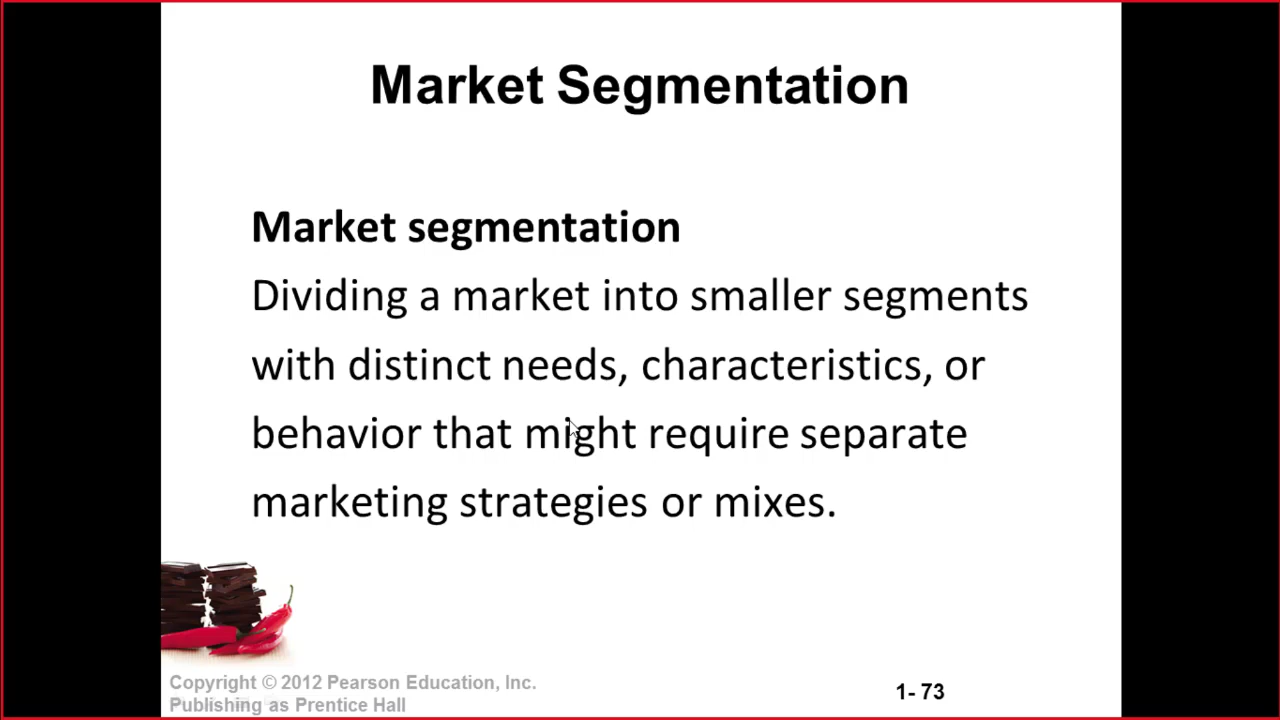 Market Segmentation
Market segmentation
Dividing a market into smaller segments
with distinct needs, characteristics, or
behavior that might require separate
marketing strategies or mixes.
Copyright © 2012 Pearson Education, Inc.
Publishing as Prentice Hall
1- 73